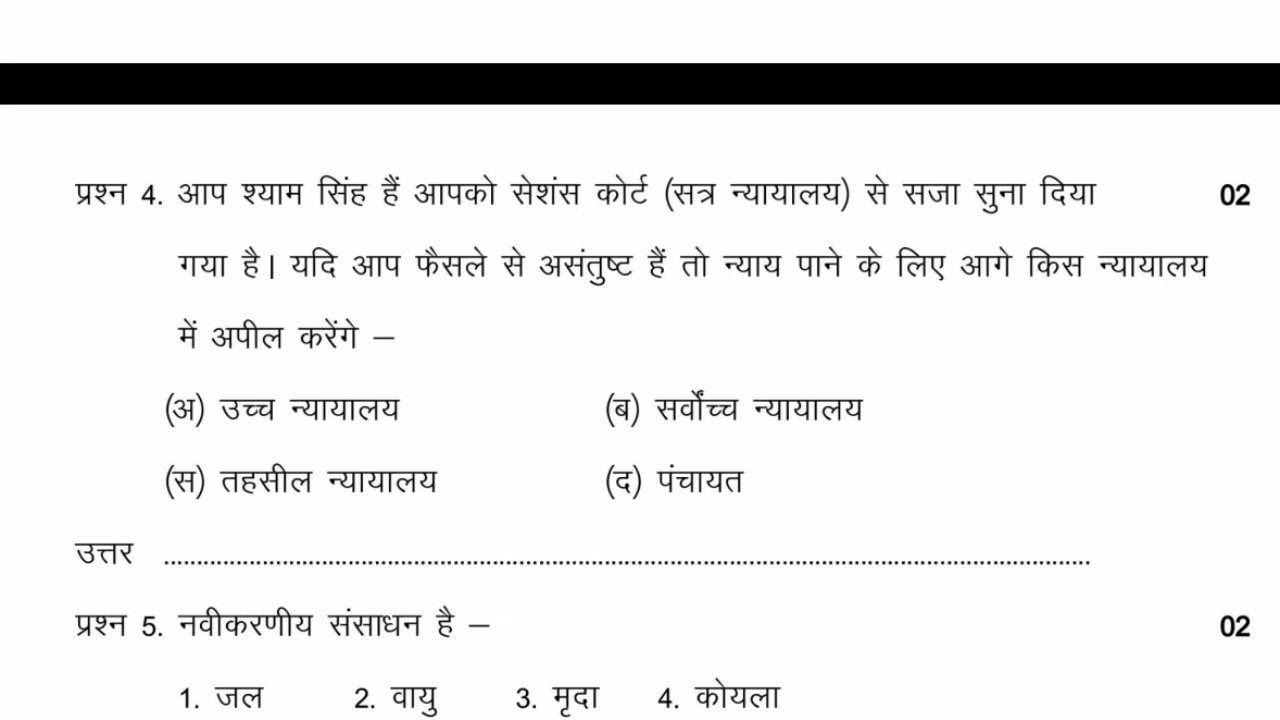 प्रश्न 4. आप श्याम सिंह हैं आपको सेशंस कोर्ट (सत्र न्यायालय) से सजा सुना दिया 02
गया है। यदि आप फैसले से असंतुष्ट हैं तो न्याय पाने के लिए आगे किस न्यायालय
में अपील करेंगे –
(अ) उच्च न्यायालय (ब) सर्वोंच्च न्यायालय
(स) तहसील न्यायालय (द) पंचायत
उत्तर ........................................................................................................................................
प्रश्न 5. नवीकरणीय संसाधन है – 02
1. जल 2. वायु 3. मृदा 4. कोयला